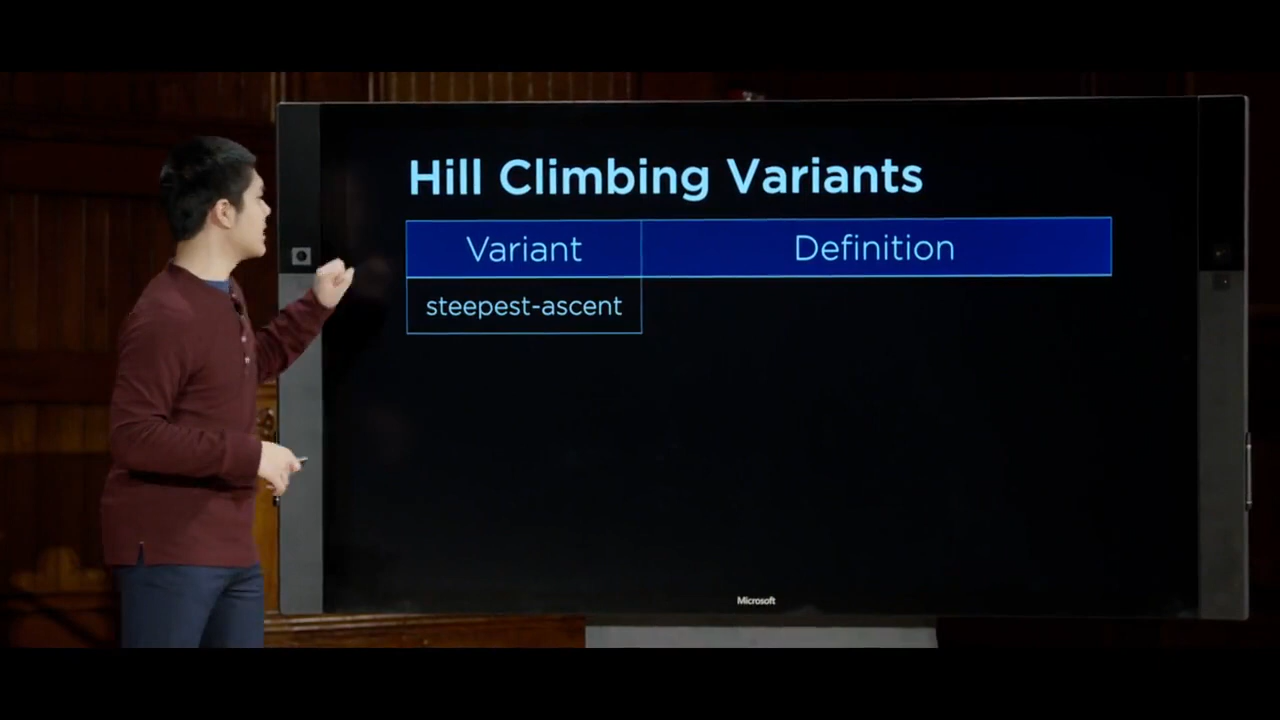 Hill Climbing Variants
Variant Definition
steepest-ascent
Microsoft